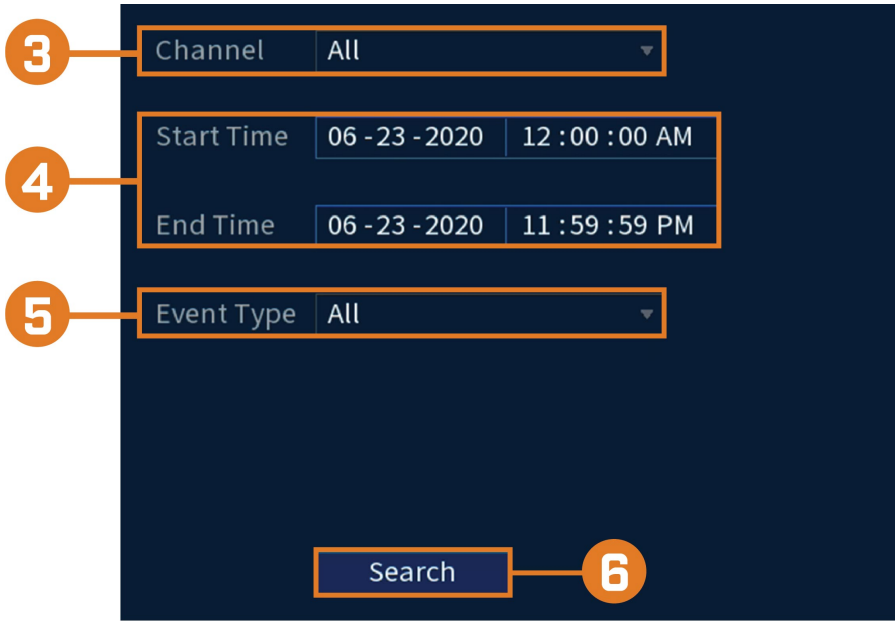 3 Channel All
Start Time 06 - 23 - 2020 12 : 00 : 00 AM
4
End Time 06 - 23 - 2020 11 : 59 : 59 PM
5 Event Type All
Search 6